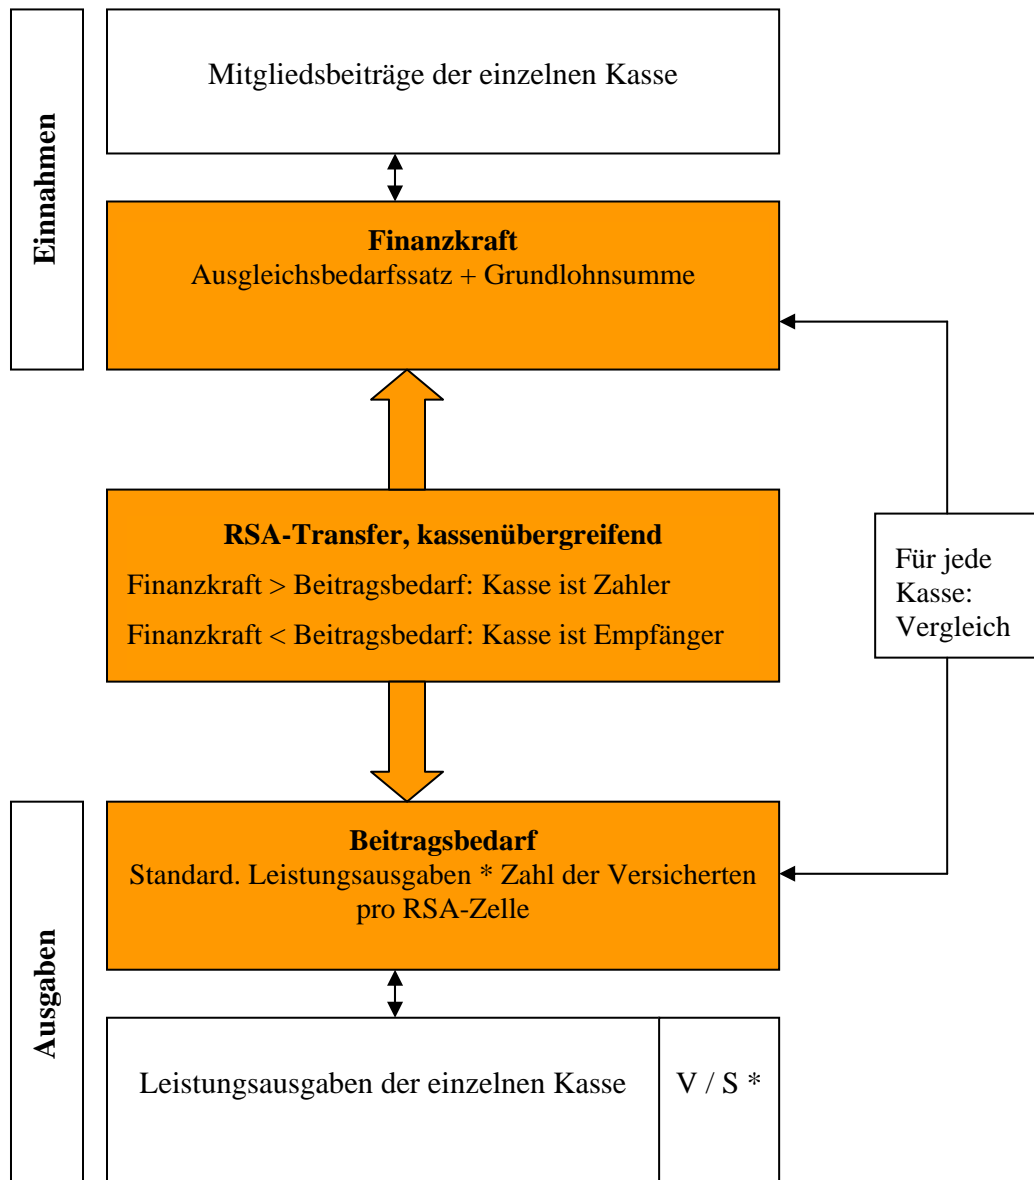 Einnahmen
Mitgliedsbeiträge der einzelnen Kasse
Finanzkraft
Ausgleichsbedarfssatz + Grundlohnsumme
RSA-Transfer, kassenübergreifend
Finanzkraft > Beitragsbedarf: Kasse ist Zahler
Finanzkraft < Beitragsbedarf: Kasse ist Empfänger
Für jede
Kasse:
Vergleich
Ausgaben
Beitragsbedarf
Standard. Leistungsausgaben * Zahl der Versicherten
pro RSA-Zelle
Leistungsausgaben der einzelnen Kasse
V / S *